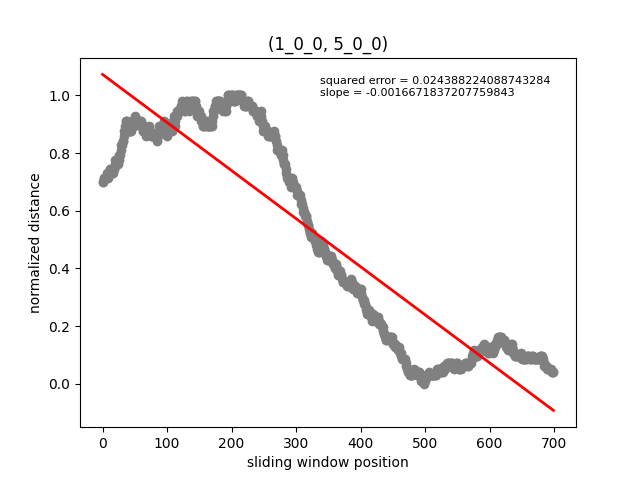 (1_0_0, 5_0_0)
squared error = 0.024388224088743284
slope = -0.0016671837207759843
1.0
0.8
0.6
0.4
0.2
0.0
normalized distance
0 100 200 300 400 500 600 700
sliding window position